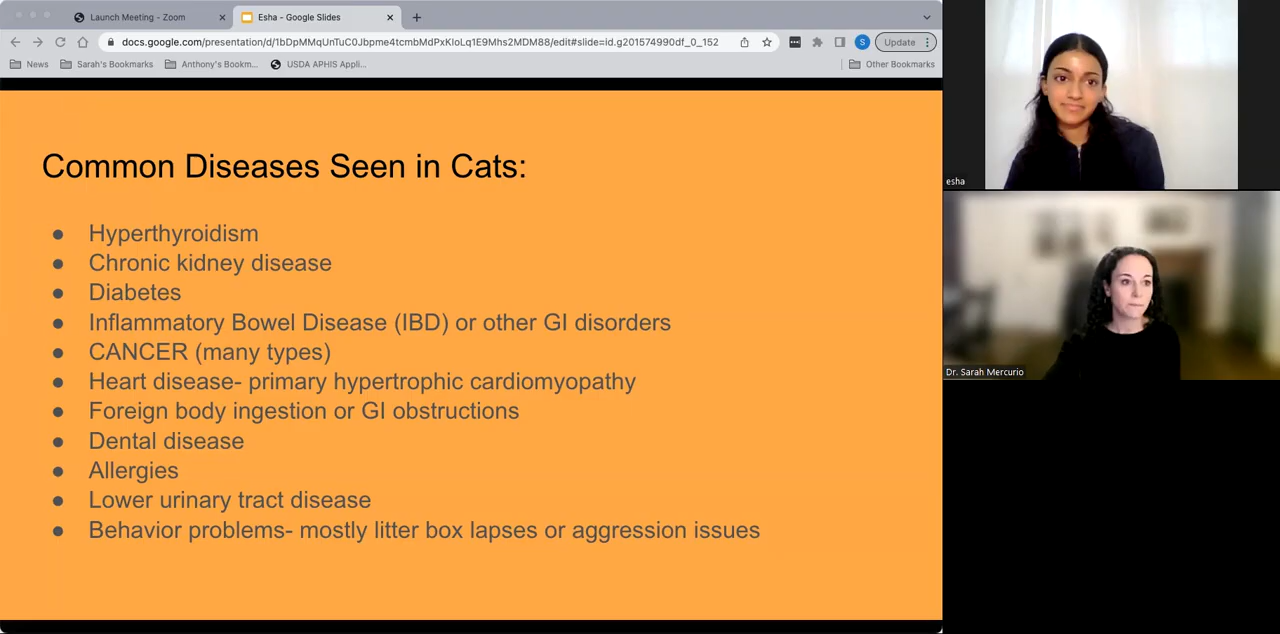 Launch Meeting - Zoom
Esha - Google Slides
docs.google.com/presentation/d/1bDpMMqUnTuC0Jbpme4tcmbMdPxKloLq1E9Mhs2MDM88/edit#slide=id.g201574990df_0_152
S
Update
News
Sarah's Bookmarks
Anthony's Bookm...
USDA APHIS Appli...
Other Bookmarks
Common Diseases Seen in Cats:
● Hyperthyroidism
● Chronic kidney disease
● Diabetes
● Inflammatory Bowel Disease (IBD) or other GI disorders
● CANCER (many types)
● Heart disease- primary hypertrophic cardiomyopathy
● Foreign body ingestion or GI obstructions
● Dental disease
● Allergies
● Lower urinary tract disease
● Behavior problems- mostly litter box lapses or aggression issues
esha
Dr. Sarah Mercurio